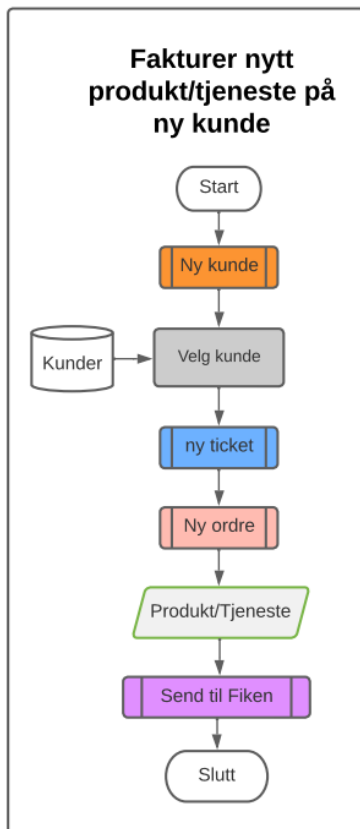 Fakturer nytt
produkt/tjeneste på
ny kunde
Start
Ny kunde
Kunder
Velg kunde
ny ticket
Ny ordre
Produkt/Tjeneste
Send til Fiken
Slutt